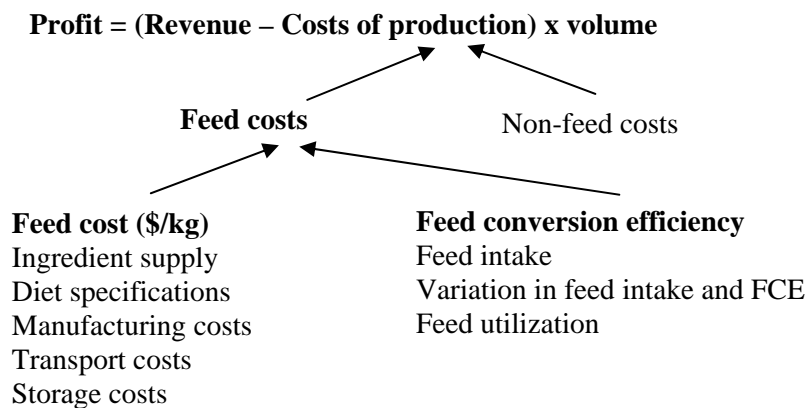 Profit = (Revenue – Costs of production) x volume
Feed costs
Non-feed costs
Feed cost ($/kg)
Ingredient supply
Diet specifications
Manufacturing costs
Transport costs
Storage costs
Feed conversion efficiency
Feed intake
Variation in feed intake and FCE
Feed utilization